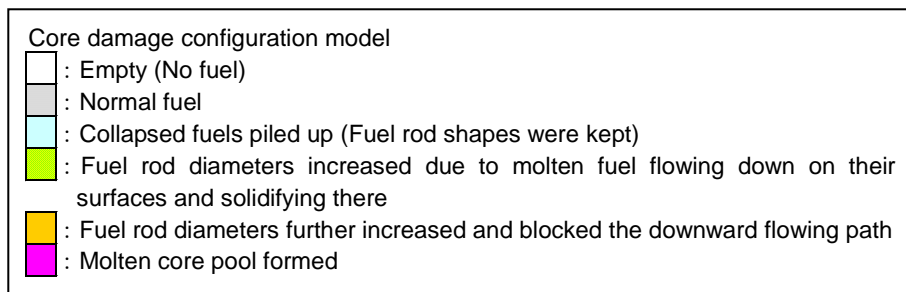 Core damage configuration model
: Empty (No fuel)
: Normal fuel
: Collapsed fuels piled up (Fuel rod shapes were kept)
: Fuel rod diameters increased due to molten fuel flowing down on their
surfaces and solidifying there
: Fuel rod diameters further increased and blocked the downward flowing path
: Molten core pool formed